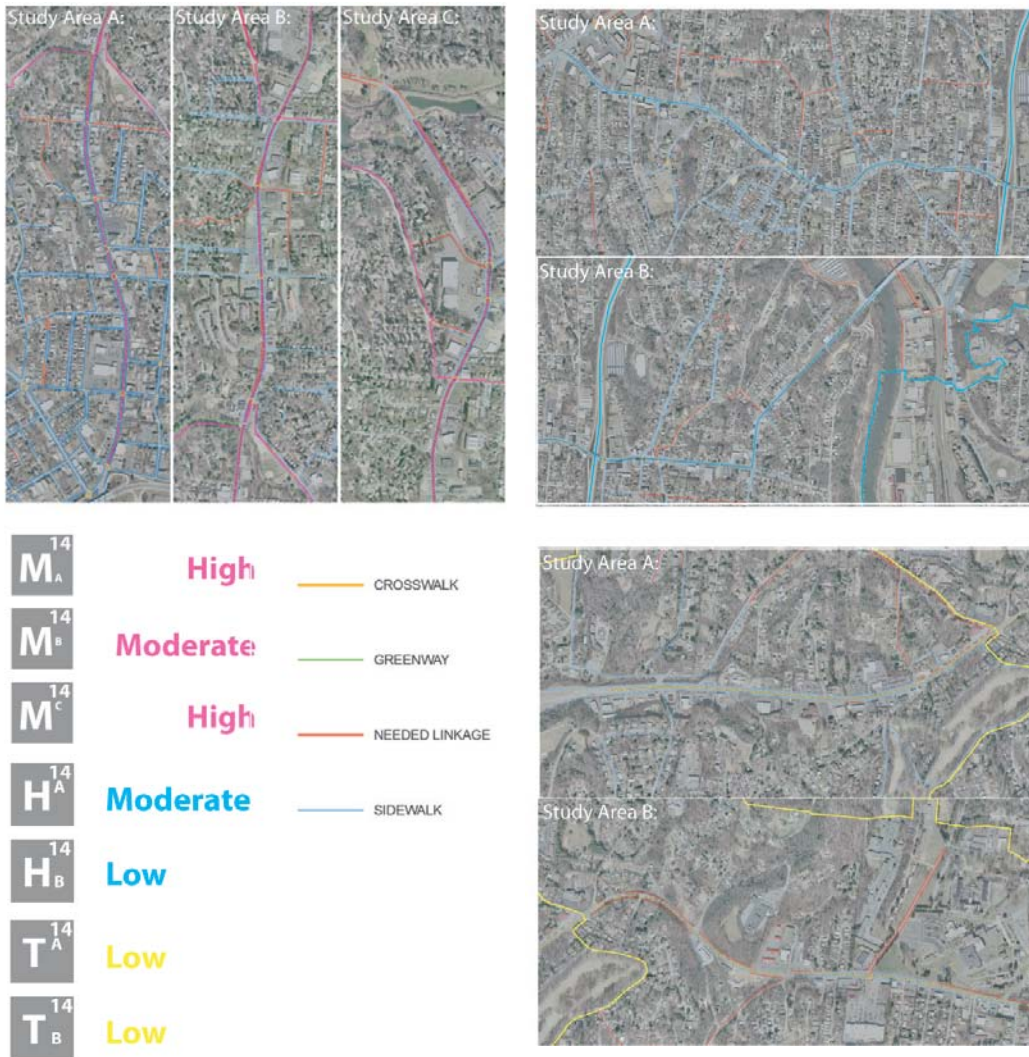 Study Area A:
Study Area B:
Study Area C:
Study Area A:
Study Area B:
M A 14
High
CROSSWALK
M B 14
Moderate
GREENWAY
M C 14
High
NEEDED LINKAGE
H A 14
Moderate
SIDEWALK
H B 14
Low
T A 14
Low
T B 14
Low
Study Area A:
Study Area B: